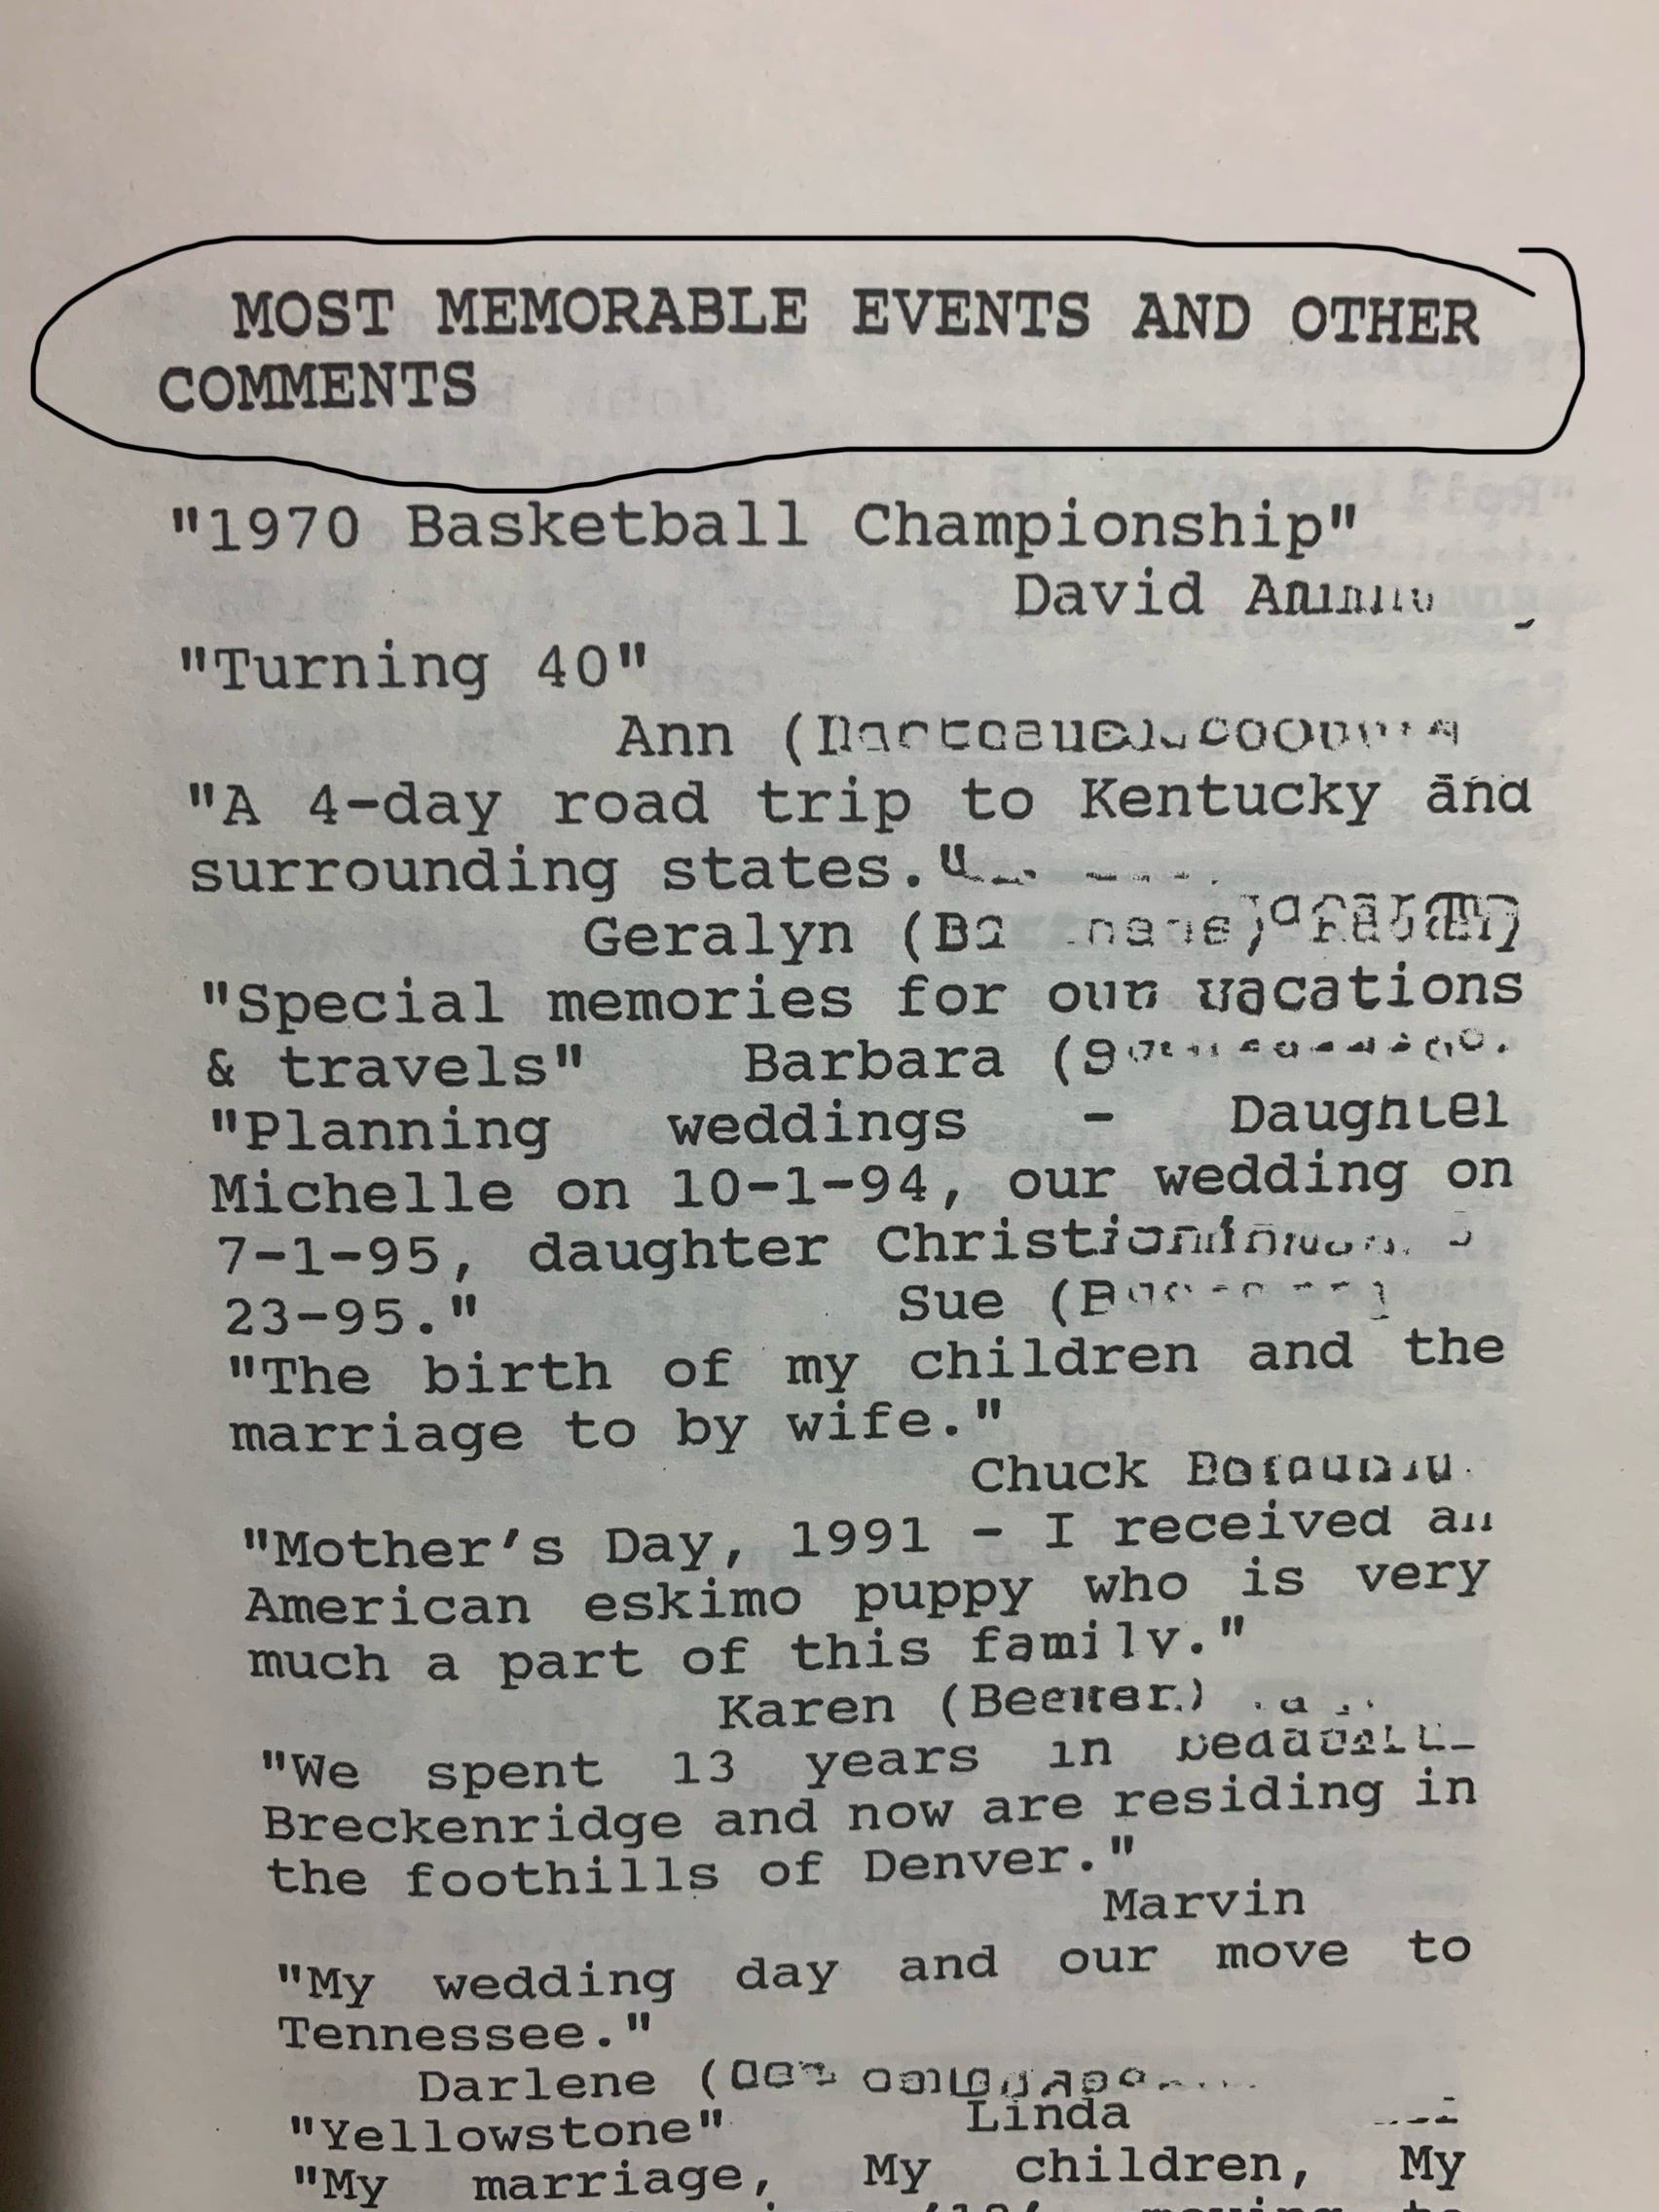 MOST MEMORABLE EVENTS AND OTHER
COMMENTS
"1970 Basketball Championship"
David
"Turning 40"
Ann (
"A 4-day road trip to Kentucky and
surrounding states."
Geralyn (
"Special memories for our vacations
& travels" Barbara (
"Planning weddings - Daughter
Michelle on 10-1-94, our wedding on
7-1-95, daughter
23-95." Sue (
"The birth of my children and the
marriage to by wife."
Chuck
"Mother's Day, 1991 - I received an
American eskimo puppy who is very
much a part of this family."
Karen (
"We spent 13 years in
Breckenridge and now are residing in
the foothills of Denver."
Marvin
"My wedding day and our move to
Tennessee."
Darlene (
"Yellowstone" Linda
"My marriage, My children, My